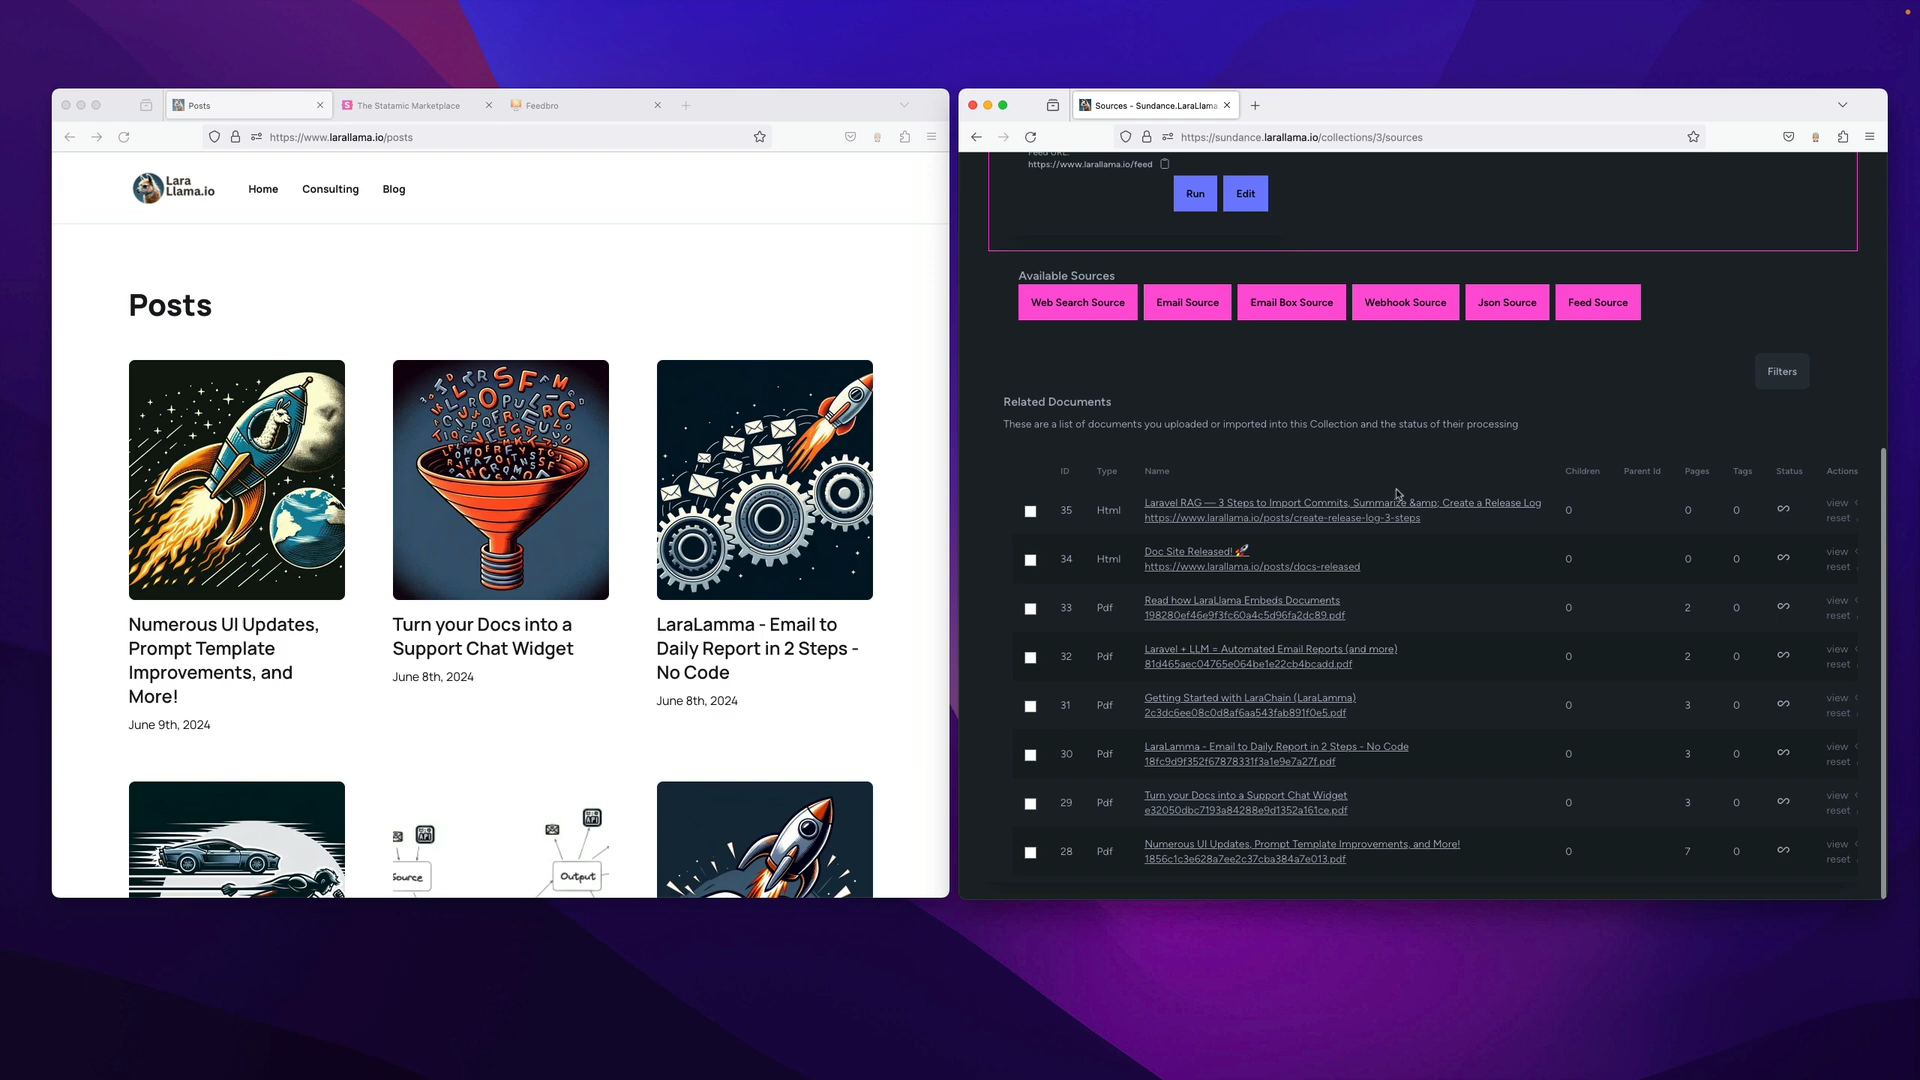 Posts
The Statamic Marketplace
Feedbro
https://www.larallama.io/posts
Lara
Llama.io
Home
Consulting
Blog
Posts
Numerous UI Updates,
Prompt Template
Improvements, and
More!
June 9th, 2024
Turn your Docs into a
Support Chat Widget
June 8th, 2024
LaraLamma - Email to
Daily Report in 2 Steps -
No Code
June 8th, 2024
API
API
Source
Output
Sources - Sundance.LaraLlama
https://sundance.larallama.io/collections/3/sources
Feed URL:
https://www.larallama.io/feed
Run
Edit
Available Sources
Web Search Source
Email Source
Email Box Source
Webhook Source
Json Source
Feed Source
Filters
Related Documents
These are a list of documents you uploaded or imported into this Collection and the status of their processing
ID Type Name Children Parent Id Pages Tags Status Actions
35 Html Laravel RAG — 3 Steps to Import Commits, Summarize &amp; Create a Release Log 0 0 0 view
https://www.larallama.io/posts/create-release-log-3-steps reset
34 Html Doc Site Released! 🚀 0 0 0 view
https://www.larallama.io/posts/docs-released reset
33 Pdf Read how LaraLlama Embeds Documents 0 2 0 view
198280ef46e9f3fc60a4c5d96fa2dc89.pdf reset
32 Pdf Laravel + LLM = Automated Email Reports (and more) 0 2 0 view
81d465aec04765e064be1e22cb4bcadd.pdf reset
31 Pdf Getting Started with LaraChain (LaraLamma) 0 3 0 view
2c3dc6ee08c0d8af6aa543fab891f0e5.pdf reset
30 Pdf LaraLamma - Email to Daily Report in 2 Steps - No Code 0 3 0 view
18fc9d9f352f67878331f3a1e9e7a27f.pdf reset
29 Pdf Turn your Docs into a Support Chat Widget 0 3 0 view
e32050dbc7193a84288e9d1352a161ce.pdf reset
28 Pdf Numerous UI Updates, Prompt Template Improvements, and More! 0 7 0 view
1856c1c3e628a7ee2c37cba384a7e013.pdf reset